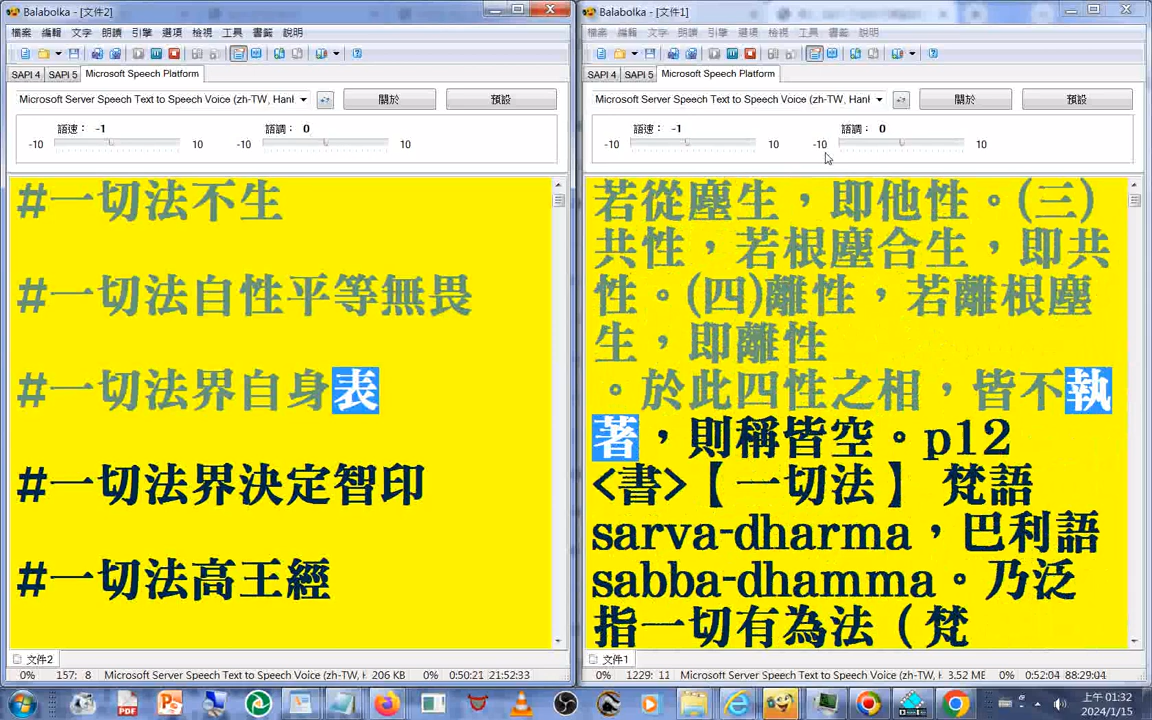 Balabolka - [文件2]
檔案 編輯 文字 朗讀 引擎 選項 檢視 工具 書籤 說明
SAPI 4 SAPI 5 Microsoft Speech Platform
Microsoft Server Speech Text to Speech Voice (zh-TW, Hanl
關於 預設
語速： -1 語調： 0
-10 10 -10 10
#一切法不生
#一切法自性平等無畏
#一切法界自身表
#一切法界決定智印
#一切法高王經
文件2
0% 157; 8 Microsoft Server Speech Text to Speech Voice (zh-TW, Hanl 206 KB 0% 0:50:21 21:52:33
Balabolka - [文件1]
檔案 編輯 文字 朗讀 引擎 選項 檢視 工具 書籤 說明
SAPI 4 SAPI 5 Microsoft Speech Platform
Microsoft Server Speech Text to Speech Voice (zh-TW, Hanl
關於 預設
語速： -1 語調： 0
-10 10 -10 10
若從塵生，即他性。(三)
共性，若根塵合生，即共
性。(四)離性，若離根塵
生，即離性
。於此四性之相，皆不執
著，則稱皆空。p12
<書>【一切法】 梵語
sarva-dharma，巴利語
sabba-dhamma。乃泛
指一切有為法（梵
文件1
0% 1229; 11 Microsoft Server Speech Text to Speech Voice (zh-TW, Hanl 3.52 MB 0% 0:52:04 88:29:04
上午 01:32
2024/1/15